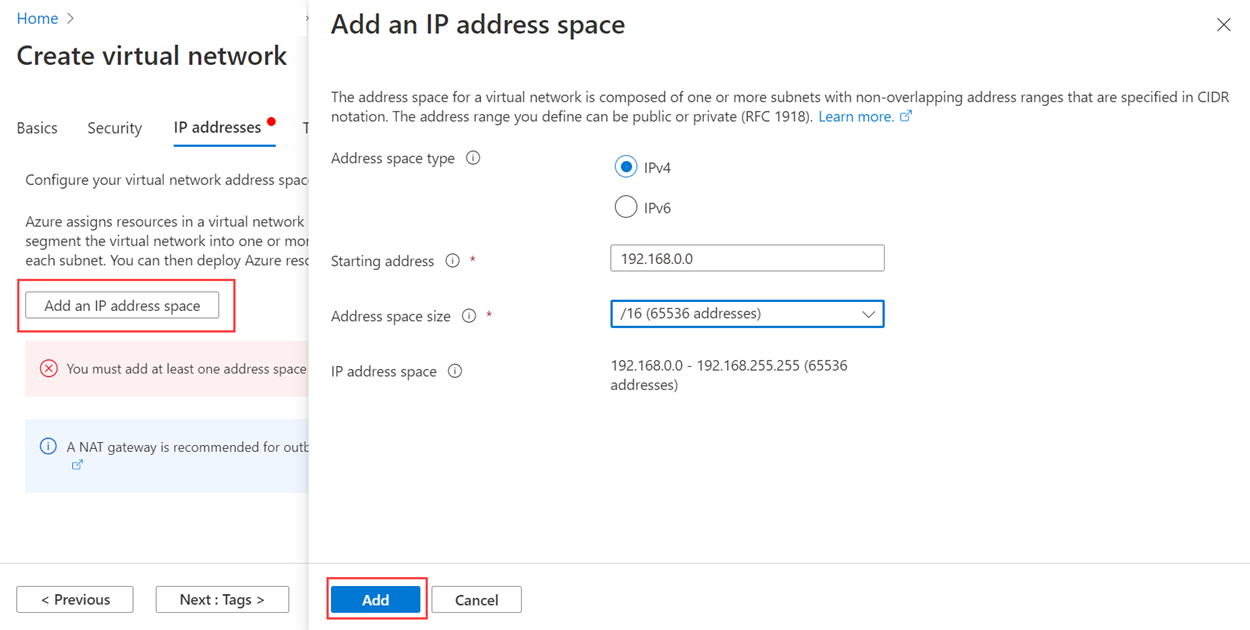 Home
Create virtual network
Basics
Security
IP addresses
Configure your virtual network address spac
Azure assigns resources in a virtual network
segment the virtual network into one or mor
each subnet. You can then deploy Azure reso
Add an IP address space
You must add at least one address space
A NAT gateway is recommended for outb
< Previous
Next : Tags >
Add an IP address space
The address space for a virtual network is composed of one or more subnets with non-overlapping address ranges that are specified in CIDR
notation. The address range you define can be public or private (RFC 1918). Learn more.
Address space type
IPv4
IPv6
Starting address *
192.168.0.0
Address space size *
/16 (65536 addresses)
IP address space
192.168.0.0 - 192.168.255.255 (65536
addresses)
Add
Cancel